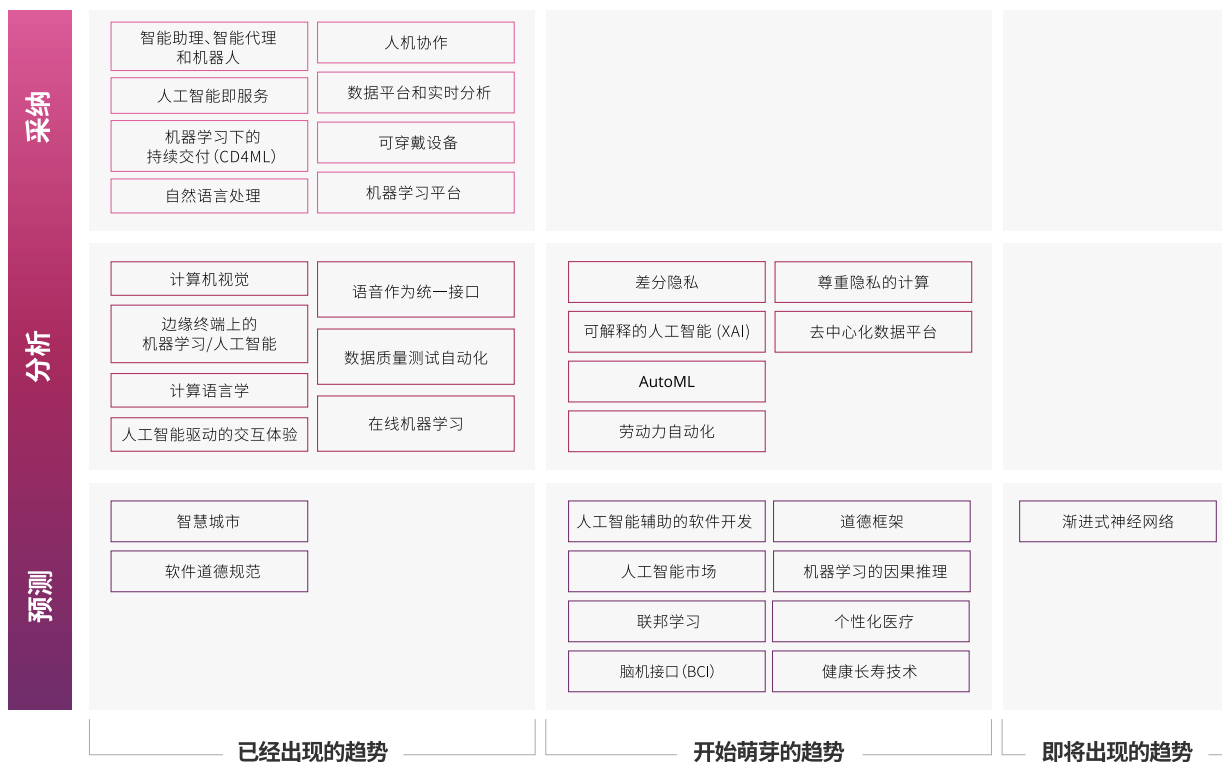 采纳
智能助理、智能代理
和机器人
人工智能即服务
机器学习下的
持续交付(CD4ML)
自然语言处理
人机协作
数据平台和实时分析
可穿戴设备
机器学习平台
分析
计算机视觉
边缘终端上的
机器学习/人工智能
计算语言学
人工智能驱动的交互体验
语音作为统一接口
数据质量测试自动化
在线机器学习
差分隐私
可解释的人工智能 (XAI)
AutoML
劳动力自动化
尊重隐私的计算
去中心化数据平台
预测
智慧城市
软件道德规范
人工智能辅助的软件开发
人工智能市场
联邦学习
脑机接口(BCI)
道德框架
机器学习的因果推理
个性化医疗
健康长寿技术
渐进式神经网络
已经出现的趋势
开始萌芽的趋势
即将出现的趋势